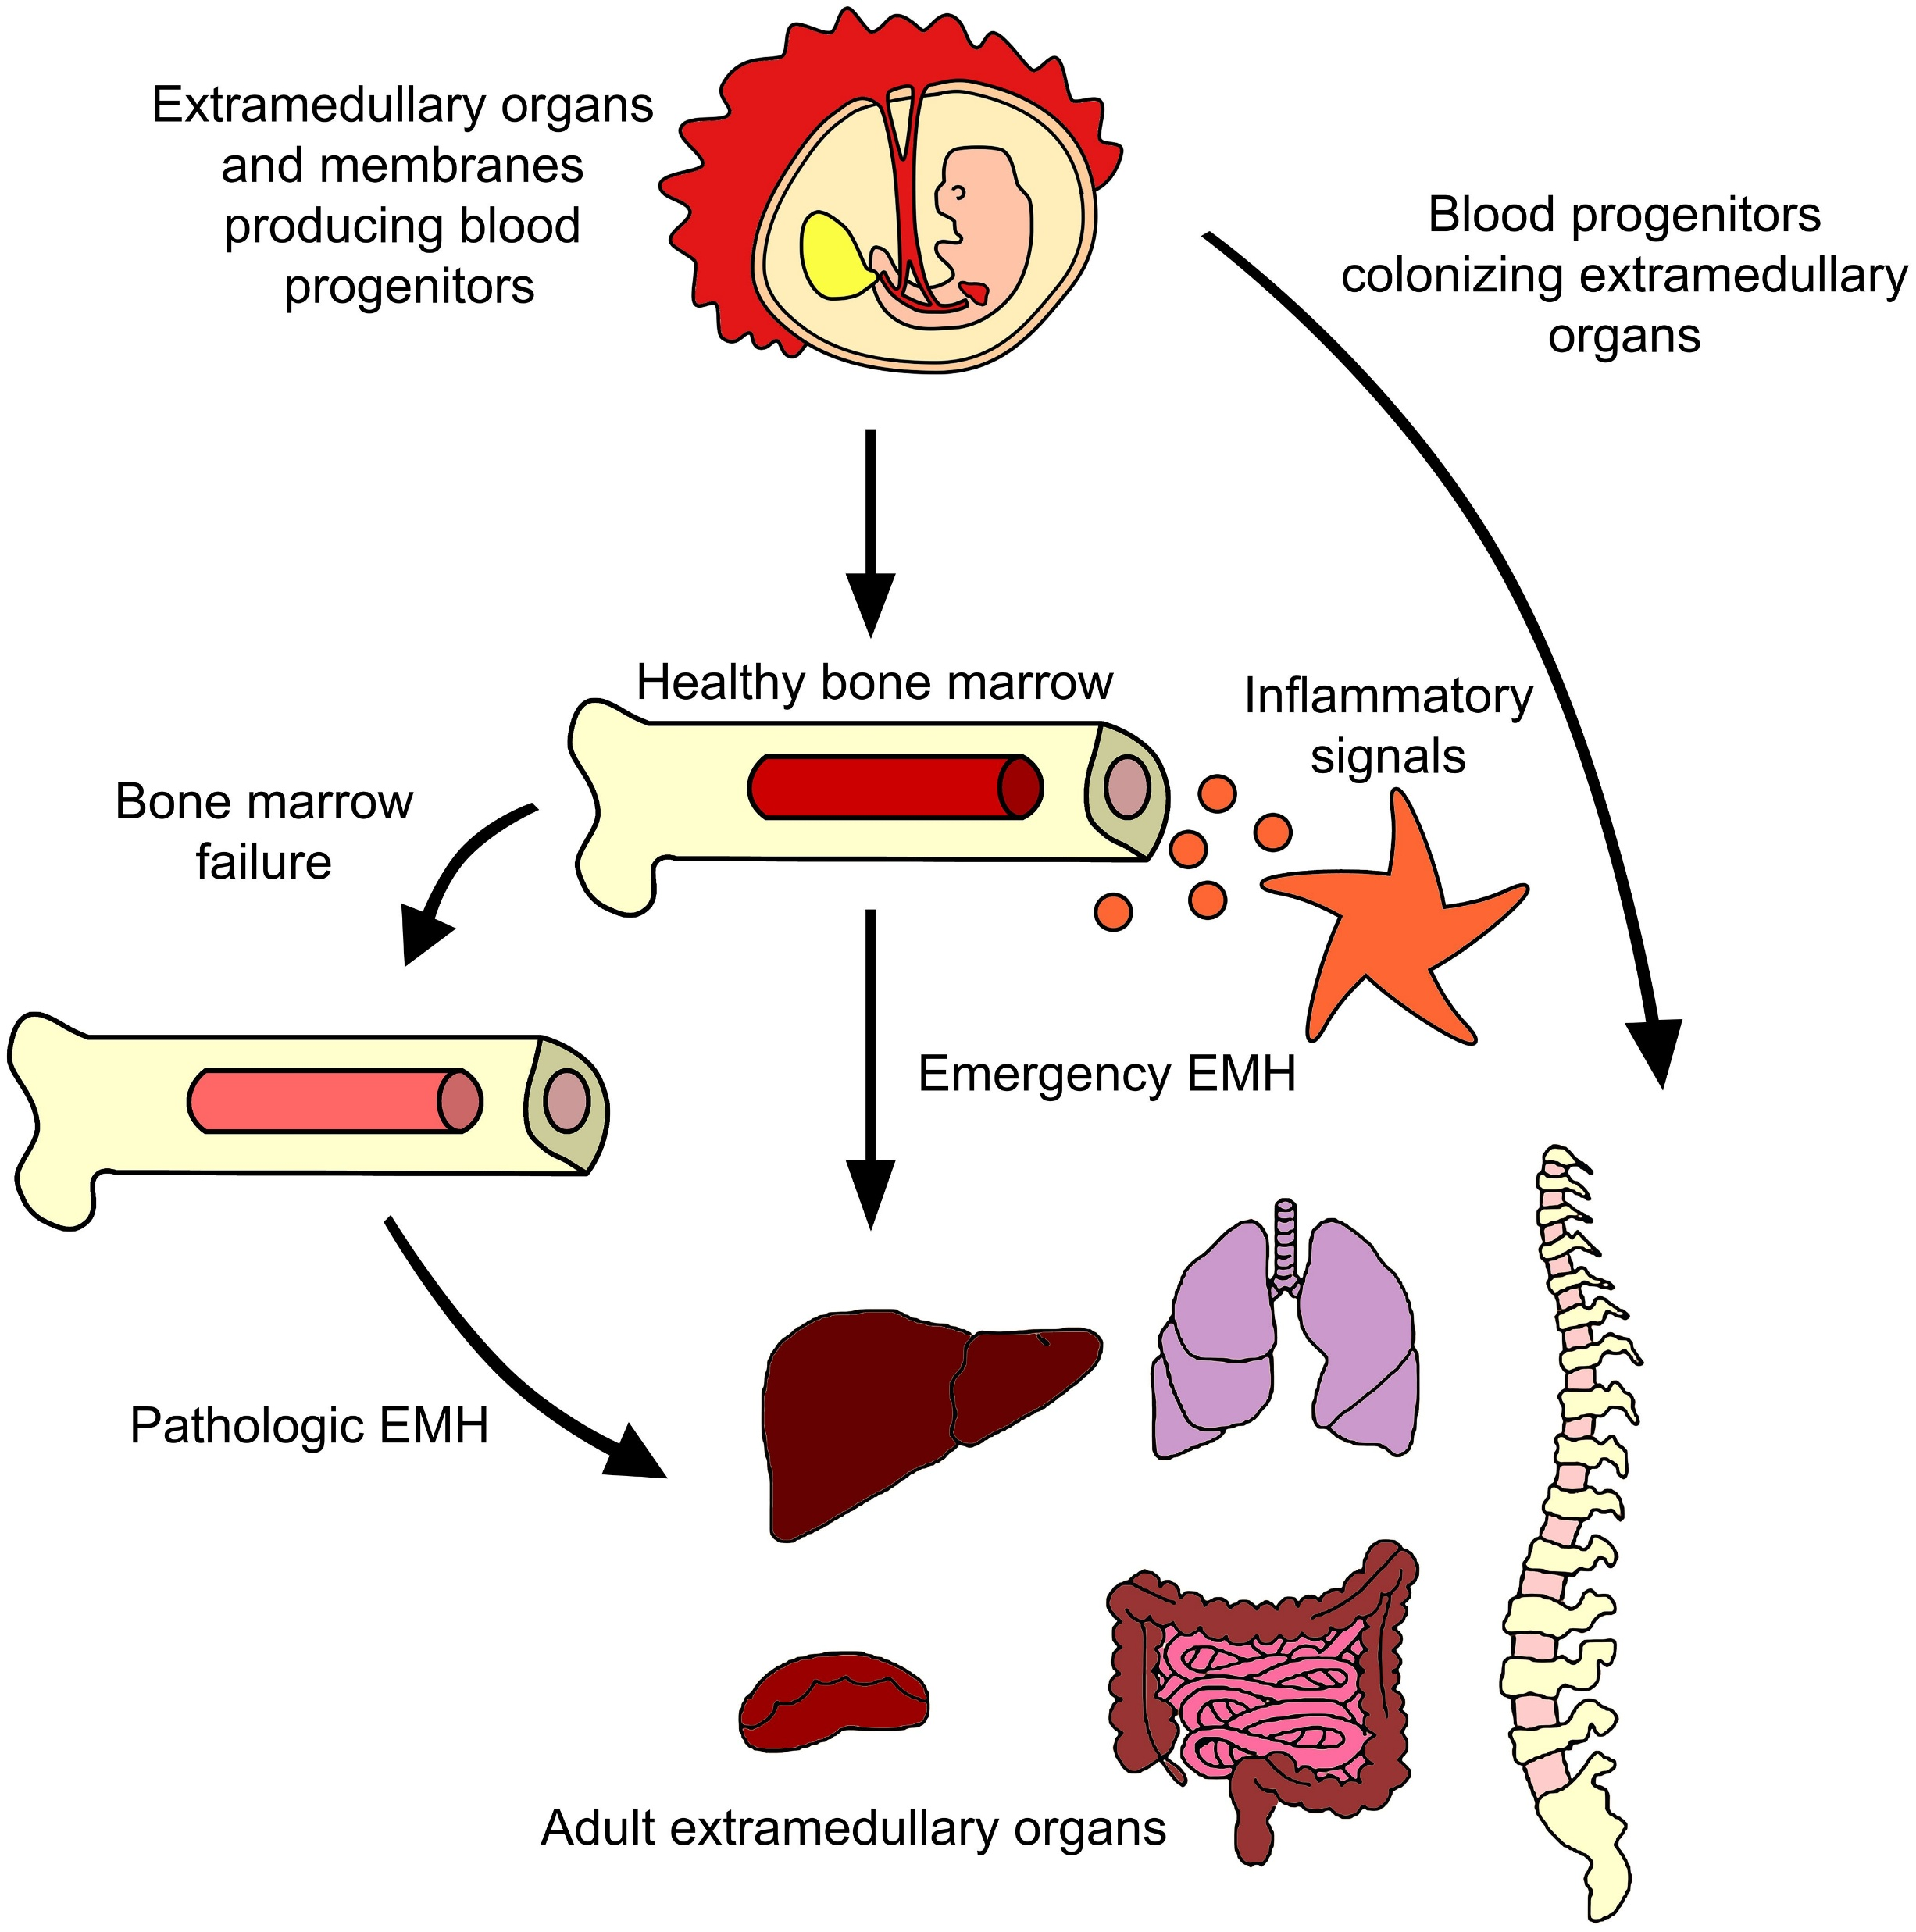 Extramedullary organs
and membranes
producing blood
progenitors
Blood progenitors
colonizing extramedullary
organs
Healthy bone marrow
Inflammatory
signals
Bone marrow
failure
Emergency EMH
Pathologic EMH
Adult extramedullary organs